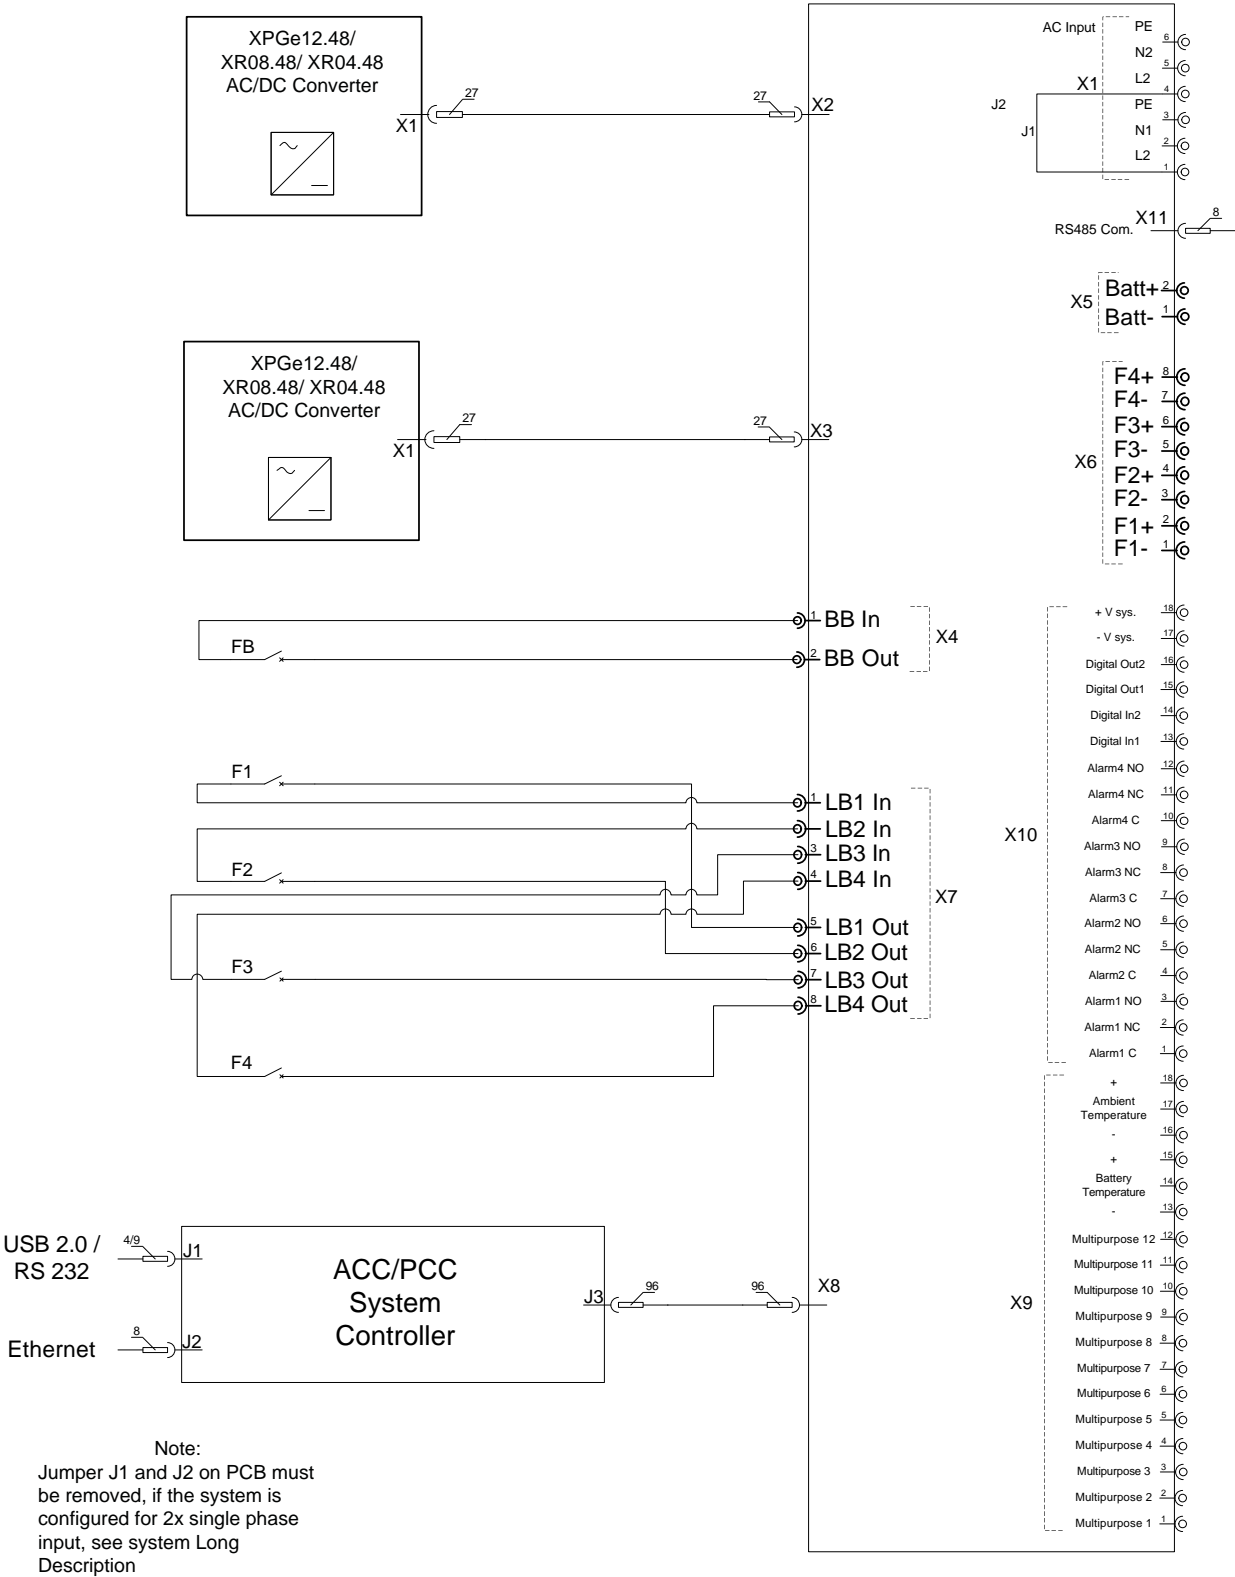 XPGe12.48/
XR08.48/ XR04.48
AC/DC Converter
X1
27
27
X2
XPGe12.48/
XR08.48/ XR04.48
AC/DC Converter
X1
27
27
X3
FB
1
BB In
2
BB Out
X4
F1
F2
F3
F4
1
LB1 In
LB2 In
3
LB3 In
4
LB4 In
5
LB1 Out
6
LB2 Out
7
LB3 Out
8
LB4 Out
X7
USB 2.0 /
RS 232
4/9
J1
Ethernet
8
J2
ACC/PCC
System
Controller
J3
96
96
X8
Note:
Jumper J1 and J2 on PCB must
be removed, if the system is
configured for 2x single phase
input, see system Long
Description
AC Input
X1
J2
J1
PE 6
N2 5
L2 4
PE 3
N1 2
L2 1
RS485 Com.
X11
8
X5
Batt+ 2
Batt- 1
X6
F4+ 8
F4- 7
F3+ 6
F3- 5
F2+ 4
F2- 3
F1+ 2
F1- 1
X10
+ V sys. 18
- V sys. 17
Digital Out2 16
Digital Out1 15
Digital In2 14
Digital In1 13
Alarm4 NO 12
Alarm4 NC 11
Alarm4 C 10
Alarm3 NO 9
Alarm3 NC 8
Alarm3 C 7
Alarm2 NO 6
Alarm2 NC 5
Alarm2 C 4
Alarm1 NO 3
Alarm1 NC 2
Alarm1 C 1
X9
+ 18
Ambient
Temperature 17
- 16
+ 15
Battery
Temperature 14
- 13
Multipurpose 12 12
Multipurpose 11 11
Multipurpose 10 10
Multipurpose 9 9
Multipurpose 8 8
Multipurpose 7 7
Multipurpose 6 6
Multipurpose 5 5
Multipurpose 4 4
Multipurpose 3 3
Multipurpose 2 2
Multipurpose 1 1